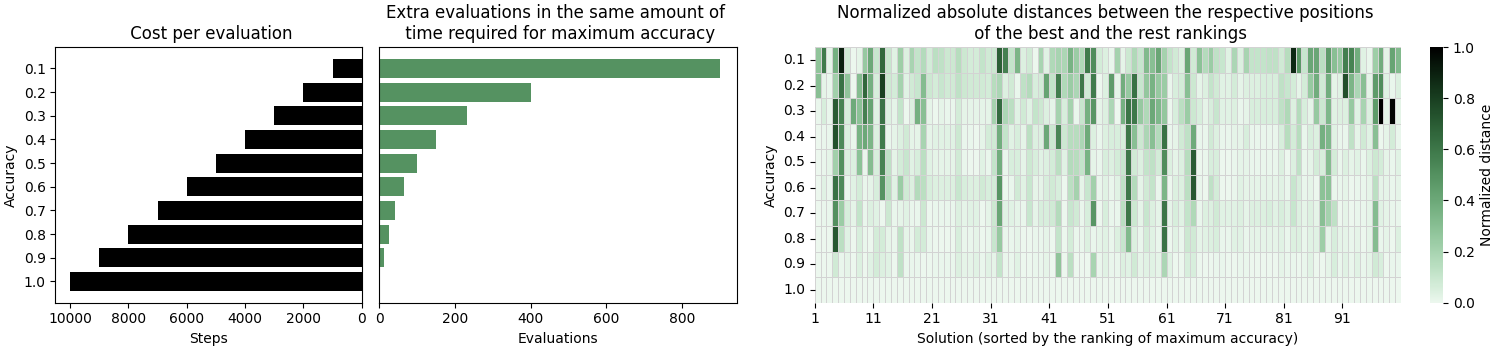 Cost per evaluation
Accuracy
0.1
0.2
0.3
0.4
0.5
0.6
0.7
0.8
0.9
1.0
10000 8000 6000 4000 2000 0
Steps
Extra evaluations in the same amount of
time required for maximum accuracy
0 200 400 600 800
Evaluations
Normalized absolute distances between the respective positions
of the best and the rest rankings
Accuracy
0.1
0.2
0.3
0.4
0.5
0.6
0.7
0.8
0.9
1.0
1 11 21 31 41 51 61 71 81 91
Solution (sorted by the ranking of maximum accuracy)
1.0
0.8
0.6
0.4
0.2
0.0
Normalized distance